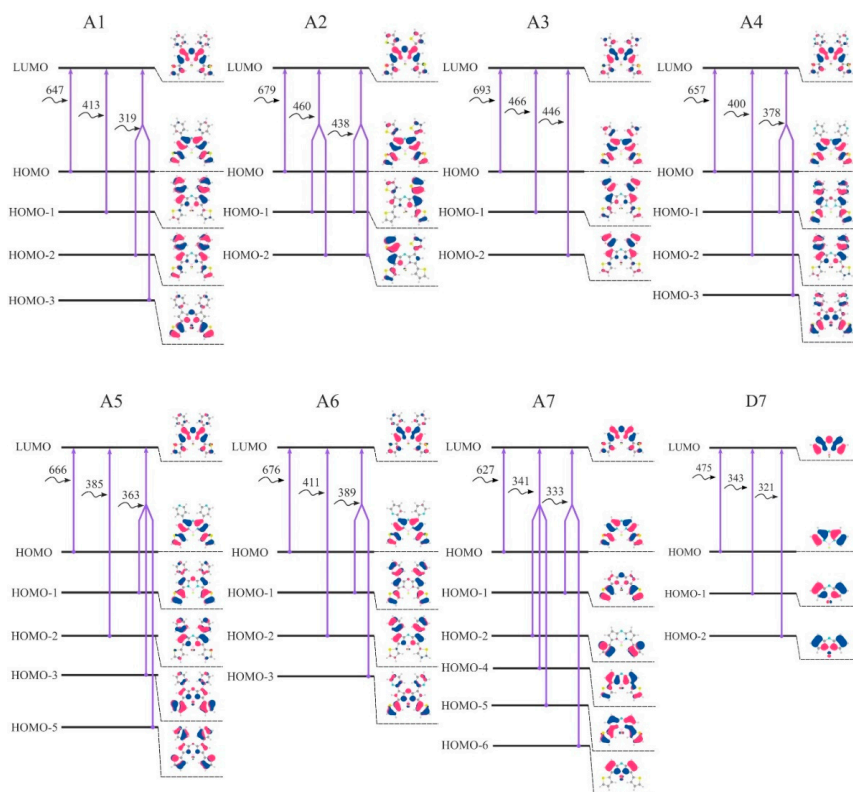 A1
LUMO
647
413
319
HOMO
HOMO-1
HOMO-2
HOMO-3
A2
LUMO
679
460
438
HOMO
HOMO-1
HOMO-2
A3
LUMO
693
466
446
HOMO
HOMO-1
HOMO-2
A4
LUMO
657
400
378
HOMO
HOMO-1
HOMO-2
HOMO-3
A5
LUMO
666
385
363
HOMO
HOMO-1
HOMO-2
HOMO-3
HOMO-5
A6
LUMO
676
411
389
HOMO
HOMO-1
HOMO-2
HOMO-3
A7
LUMO
627
341
333
HOMO
HOMO-1
HOMO-2
HOMO-4
HOMO-5
HOMO-6
D7
LUMO
475
343
321
HOMO
HOMO-1
HOMO-2